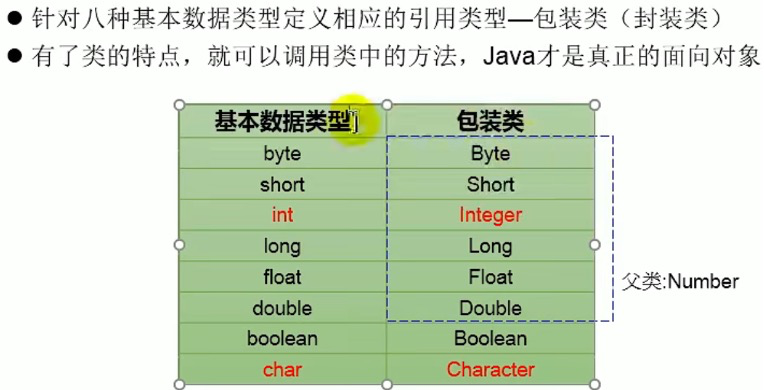 针对八种基本数据类型定义相应的引用类型—包装类（封装类）
有了类的特点，就可以调用类中的方法，Java才是真正的面向对象
基本数据类型 包装类
byte Byte
short Short
int Integer
long Long
float Float
double Double
boolean Boolean
char Character
父类:Number